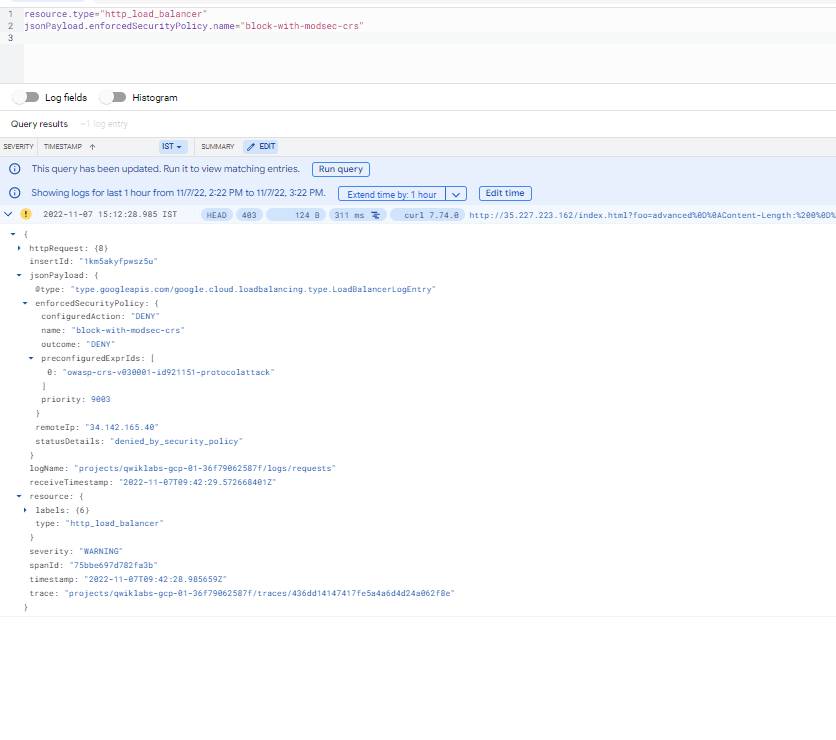 1 resource.type="http_load_balancer"
2 jsonPayload.enforcedSecurityPolicy.name="block-with-modsec-crs"
3
Log fields Histogram
Query results ~1 log entry
SEVERITY TIMESTAMP ↑ IST SUMMARY EDIT
This query has been updated. Run it to view matching entries. Run query
Showing logs for last 1 hour from 11/7/22, 2:22 PM to 11/7/22, 3:22 PM. Extend time by: 1 hour Edit time
2022-11-07 15:12:28.985 IST HEAD 403 124 B 311 ms curl 7.74.0 http://35.227.223.162/index.html?foo=advanced%0D%0AContent-Length:%200%0D%
{
httpRequest: {8}
insertId: "1km5akyfpwsz5u"
jsonPayload: {
@type: "type.googleapis.com/google.cloud.loadbalancing.type.LoadBalancerLogEntry"
enforcedSecurityPolicy: {
configuredAction: "DENY"
name: "block-with-modsec-crs"
outcome: "DENY"
preconfiguredExprIds: [
0: "owasp-crs-v030001-id921151-protocolattack"
]
priority: 9003
}
remoteIp: "34.142.165.40"
statusDetails: "denied_by_security_policy"
}
logName: "projects/qwiklabs-gcp-01-36f79062587f/logs/requests"
receiveTimestamp: "2022-11-07T09:42:29.572668401Z"
resource: {
labels: {6}
type: "http_load_balancer"
}
severity: "WARNING"
spanId: "75bbe697d782fa3b"
timestamp: "2022-11-07T09:42:28.985659Z"
trace: "projects/qwiklabs-gcp-01-36f79062587f/traces/436dd14147417fe5a4a6d4d24a062f8e"
}